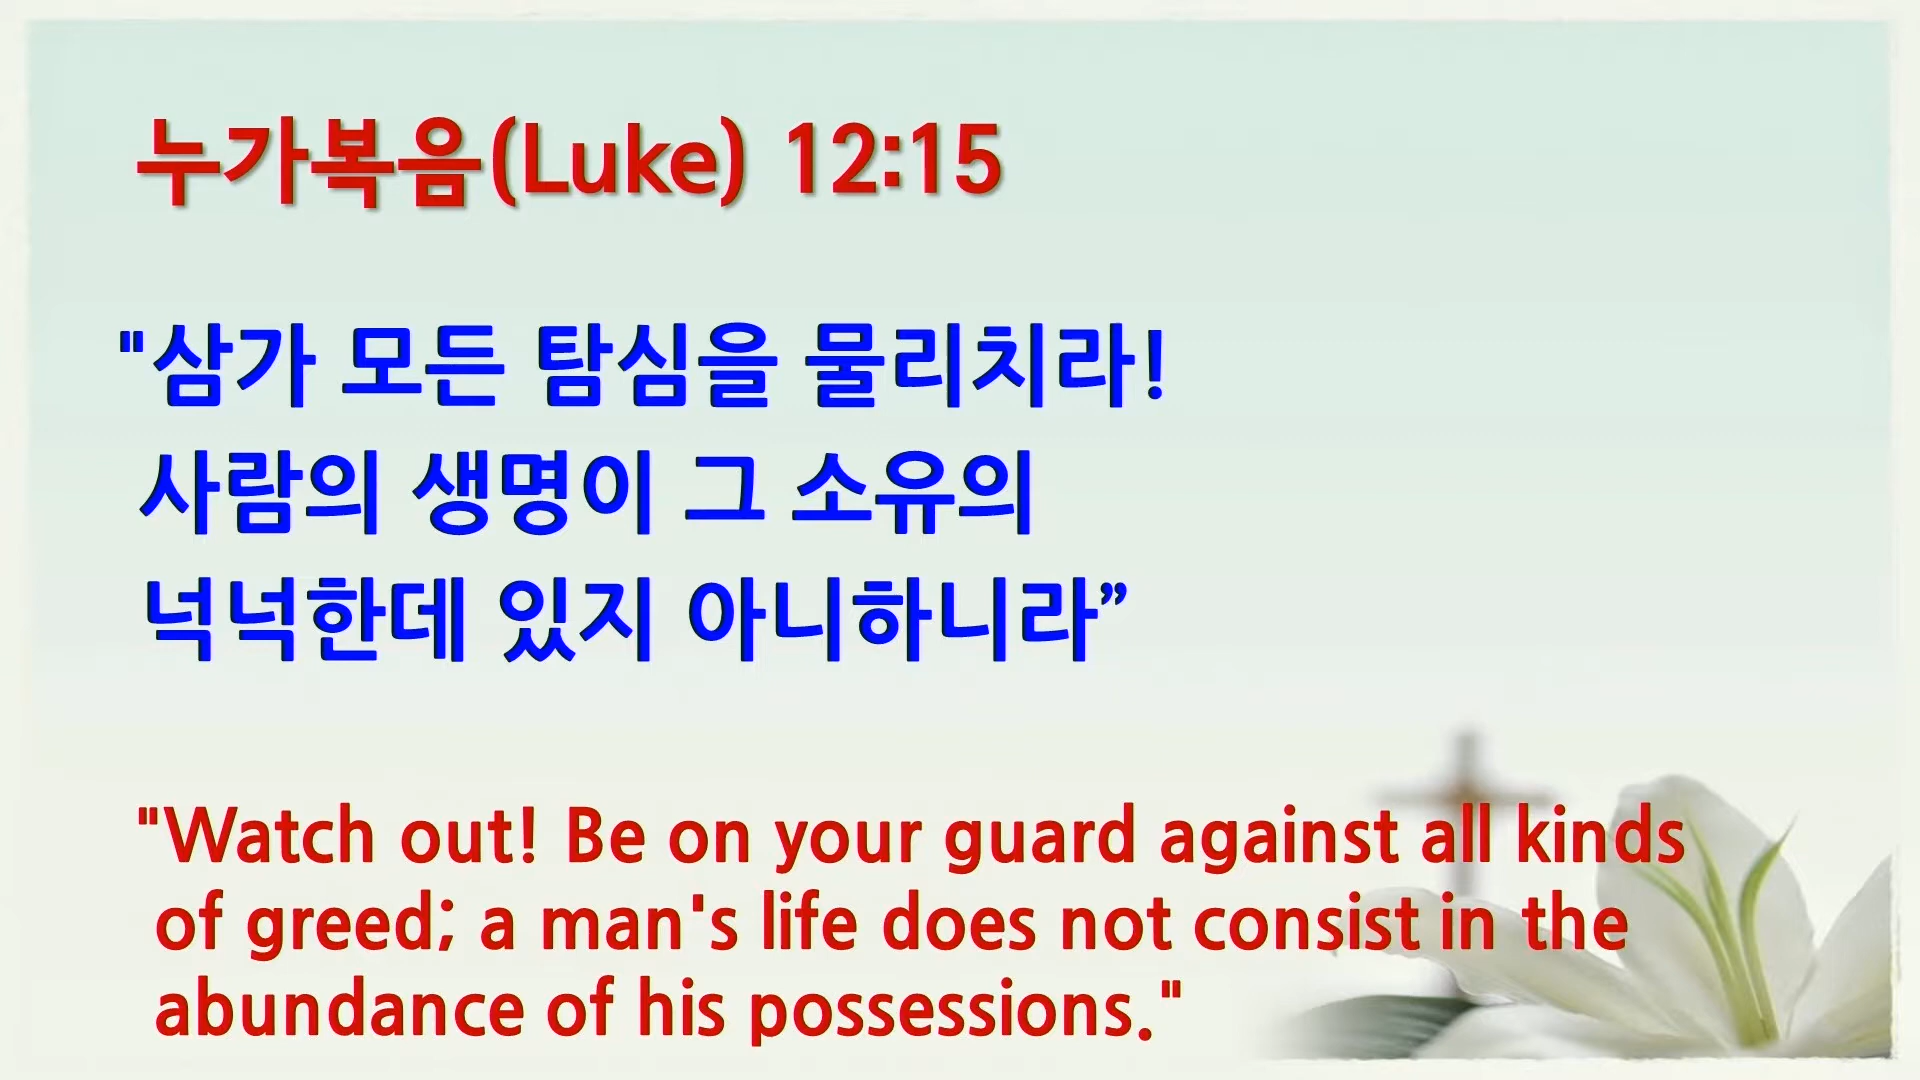 누가복음(Luke) 12:15
"삼가 모든 탐심을 물리치라!
사람의 생명이 그 소유의
넉넉한데 있지 아니하니라”
"Watch out! Be on your guard against all kinds
of greed; a man's life does not consist in the
abundance of his possessions."